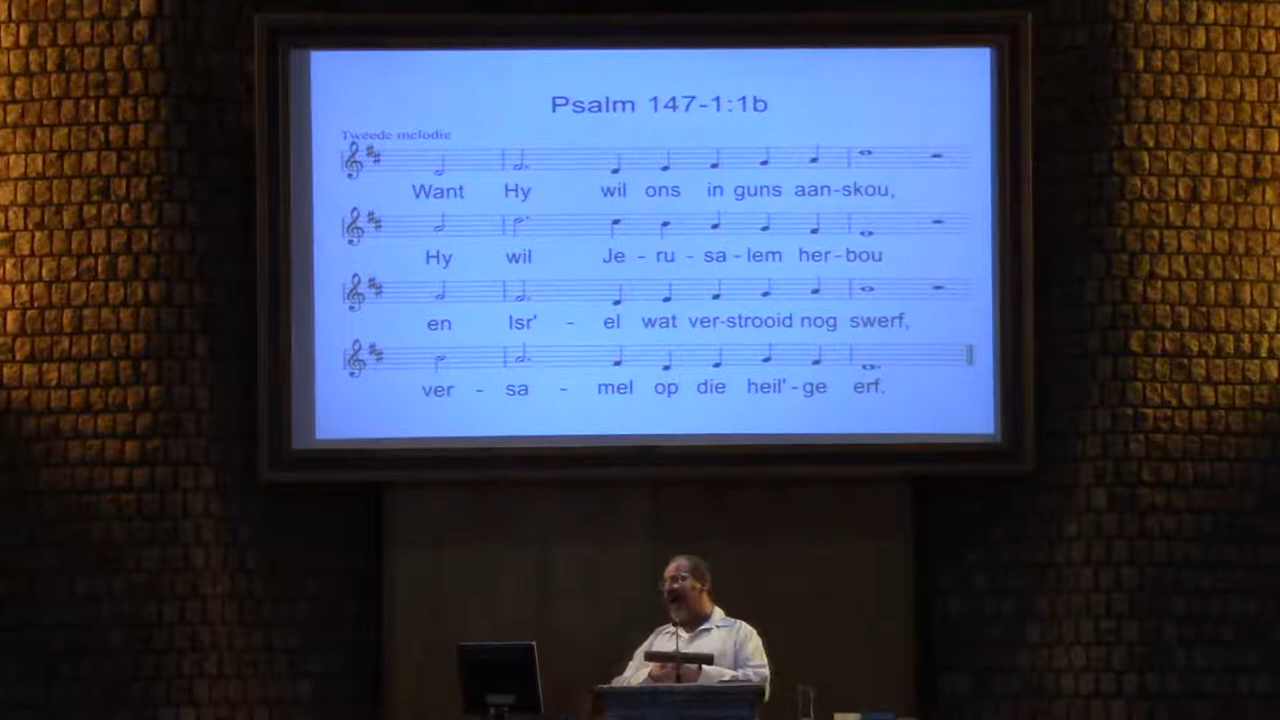 Psalm 147-1:1b
Tweede melodie
Want Hy wil ons in guns aan-skou,
Hy wil Je - ru - sa - lem her - bou
en Isr' - el wat ver-strooid nog swerf,
ver - sa - mel op die heil' - ge erf.